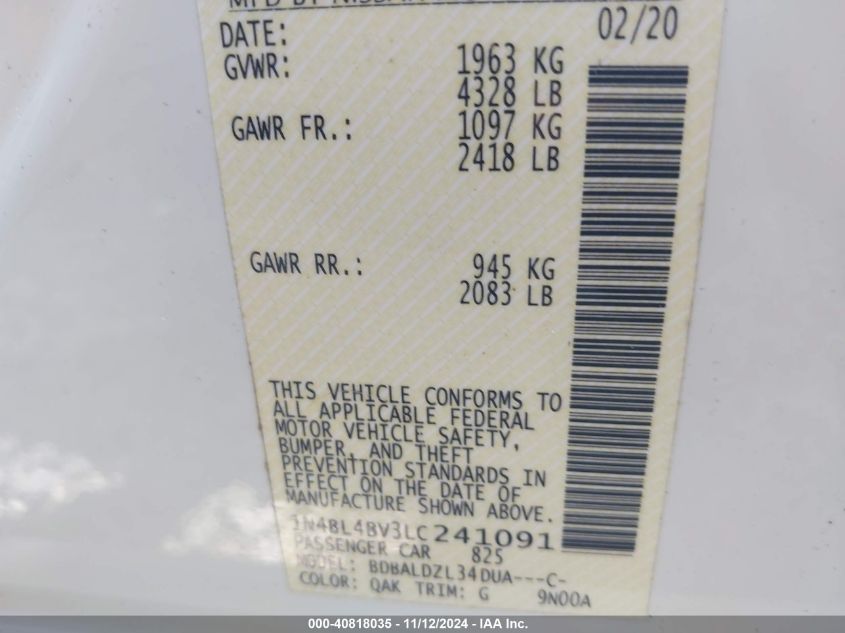 MFD BY NISSAN
DATE: 02/20
GVWR: 1963 KG
4328 LB
GAWR FR.: 1097 KG
2418 LB
GAWR RR.: 945 KG
2083 LB
THIS VEHICLE CONFORMS TO
ALL APPLICABLE FEDERAL
MOTOR VEHICLE SAFETY,
BUMPER, AND THEFT
PREVENTION STANDARDS IN
EFFECT ON THE DATE OF
MANUFACTURE SHOWN ABOVE.
1N4BL4BV3LC241091
PASSENGER CAR 825
MODEL: BDBALDZL34DUA---C-
COLOR: QAK TRIM: G 9N00A
000-40818035 - 11/12/2024 - IAA Inc.